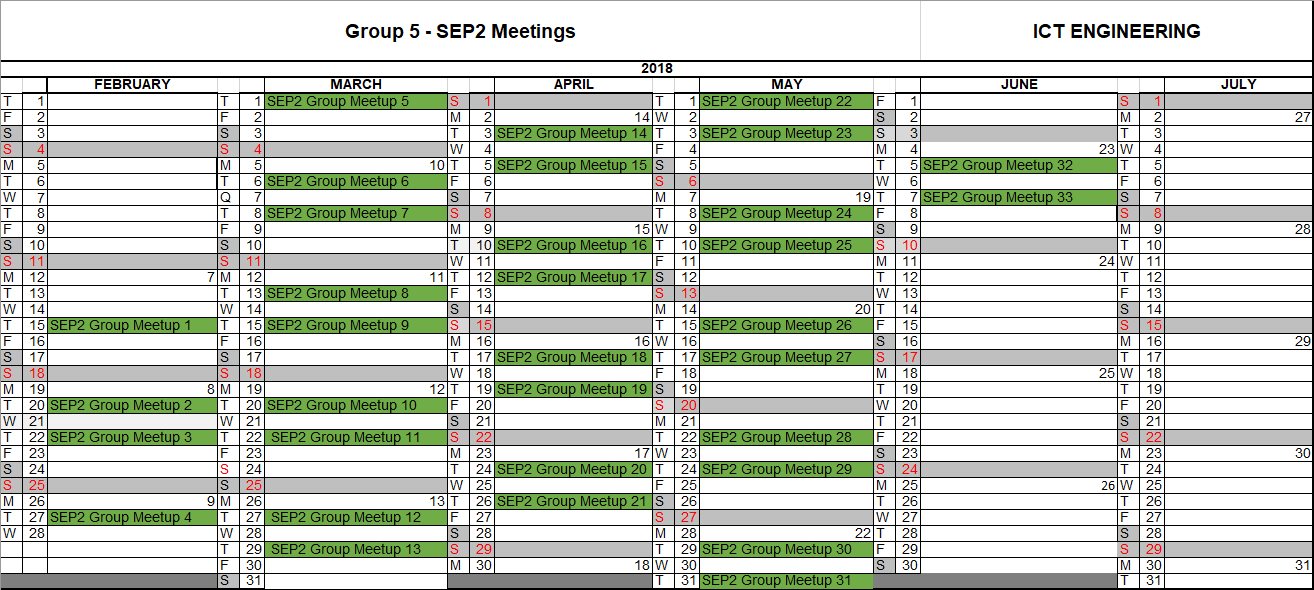 Group 5 - SEP2 Meetings ICT ENGINEERING
2018
FEBRUARY MARCH APRIL MAY JUNE JULY
T 1 T 1 SEP2 Group Meetup 5 S 1 T 1 SEP2 Group Meetup 22 F 1 S 1
F 2 F 2 M 2 14 W 2 S 2 M 2 27
S 3 S 3 T 3 SEP2 Group Meetup 14 T 3 SEP2 Group Meetup 23 S 3 T 3
S 4 S 4 W 4 F 4 M 4 23 W 4
M 5 M 5 10 T 5 SEP2 Group Meetup 15 S 5 T 5 SEP2 Group Meetup 32 T 5
T 6 T 6 SEP2 Group Meetup 6 F 6 S 6 W 6 F 6
W 7 Q 7 S 7 M 7 19 T 7 SEP2 Group Meetup 33 S 7
T 8 T 8 SEP2 Group Meetup 7 S 8 T 8 SEP2 Group Meetup 24 F 8 S 8
F 9 F 9 M 9 15 W 9 S 9 M 9 28
S 10 S 10 T 10 SEP2 Group Meetup 16 T 10 SEP2 Group Meetup 25 S 10 T 10
S 11 S 11 W 11 F 11 M 11 24 W 11
M 12 7 M 12 11 T 12 SEP2 Group Meetup 17 S 12 T 12 T 12
T 13 T 13 SEP2 Group Meetup 8 F 13 S 13 W 13 F 13
W 14 W 14 S 14 M 14 20 T 14 S 14
T 15 SEP2 Group Meetup 1 T 15 SEP2 Group Meetup 9 S 15 T 15 SEP2 Group Meetup 26 F 15 S 15
F 16 F 16 M 16 16 W 16 S 16 M 16 29
S 17 S 17 T 17 SEP2 Group Meetup 18 T 17 SEP2 Group Meetup 27 S 17 T 17
S 18 S 18 W 18 F 18 M 18 25 W 18
M 19 8 M 19 12 T 19 SEP2 Group Meetup 19 S 19 T 19 T 19
T 20 SEP2 Group Meetup 2 T 20 SEP2 Group Meetup 10 F 20 S 20 W 20 F 20
W 21 W 21 S 21 M 21 T 21 S 21
T 22 SEP2 Group Meetup 3 T 22 SEP2 Group Meetup 11 S 22 T 22 SEP2 Group Meetup 28 F 22 S 22
F 23 F 23 M 23 17 W 23 S 23 M 23 30
S 24 S 24 T 24 SEP2 Group Meetup 20 T 24 SEP2 Group Meetup 29 S 24 T 24
S 25 S 25 W 25 F 25 M 25 26 W 25
M 26 9 M 26 13 T 26 SEP2 Group Meetup 21 S 26 T 26 T 26
T 27 SEP2 Group Meetup 4 T 27 SEP2 Group Meetup 12 F 27 S 27 W 27 F 27
W 28 W 28 S 28 M 28 22 T 28 S 28
T 29 SEP2 Group Meetup 13 S 29 T 29 SEP2 Group Meetup 30 F 29 S 29
F 30 M 30 18 W 30 S 30 M 30 31
S 31 T 31 SEP2 Group Meetup 31 T 31